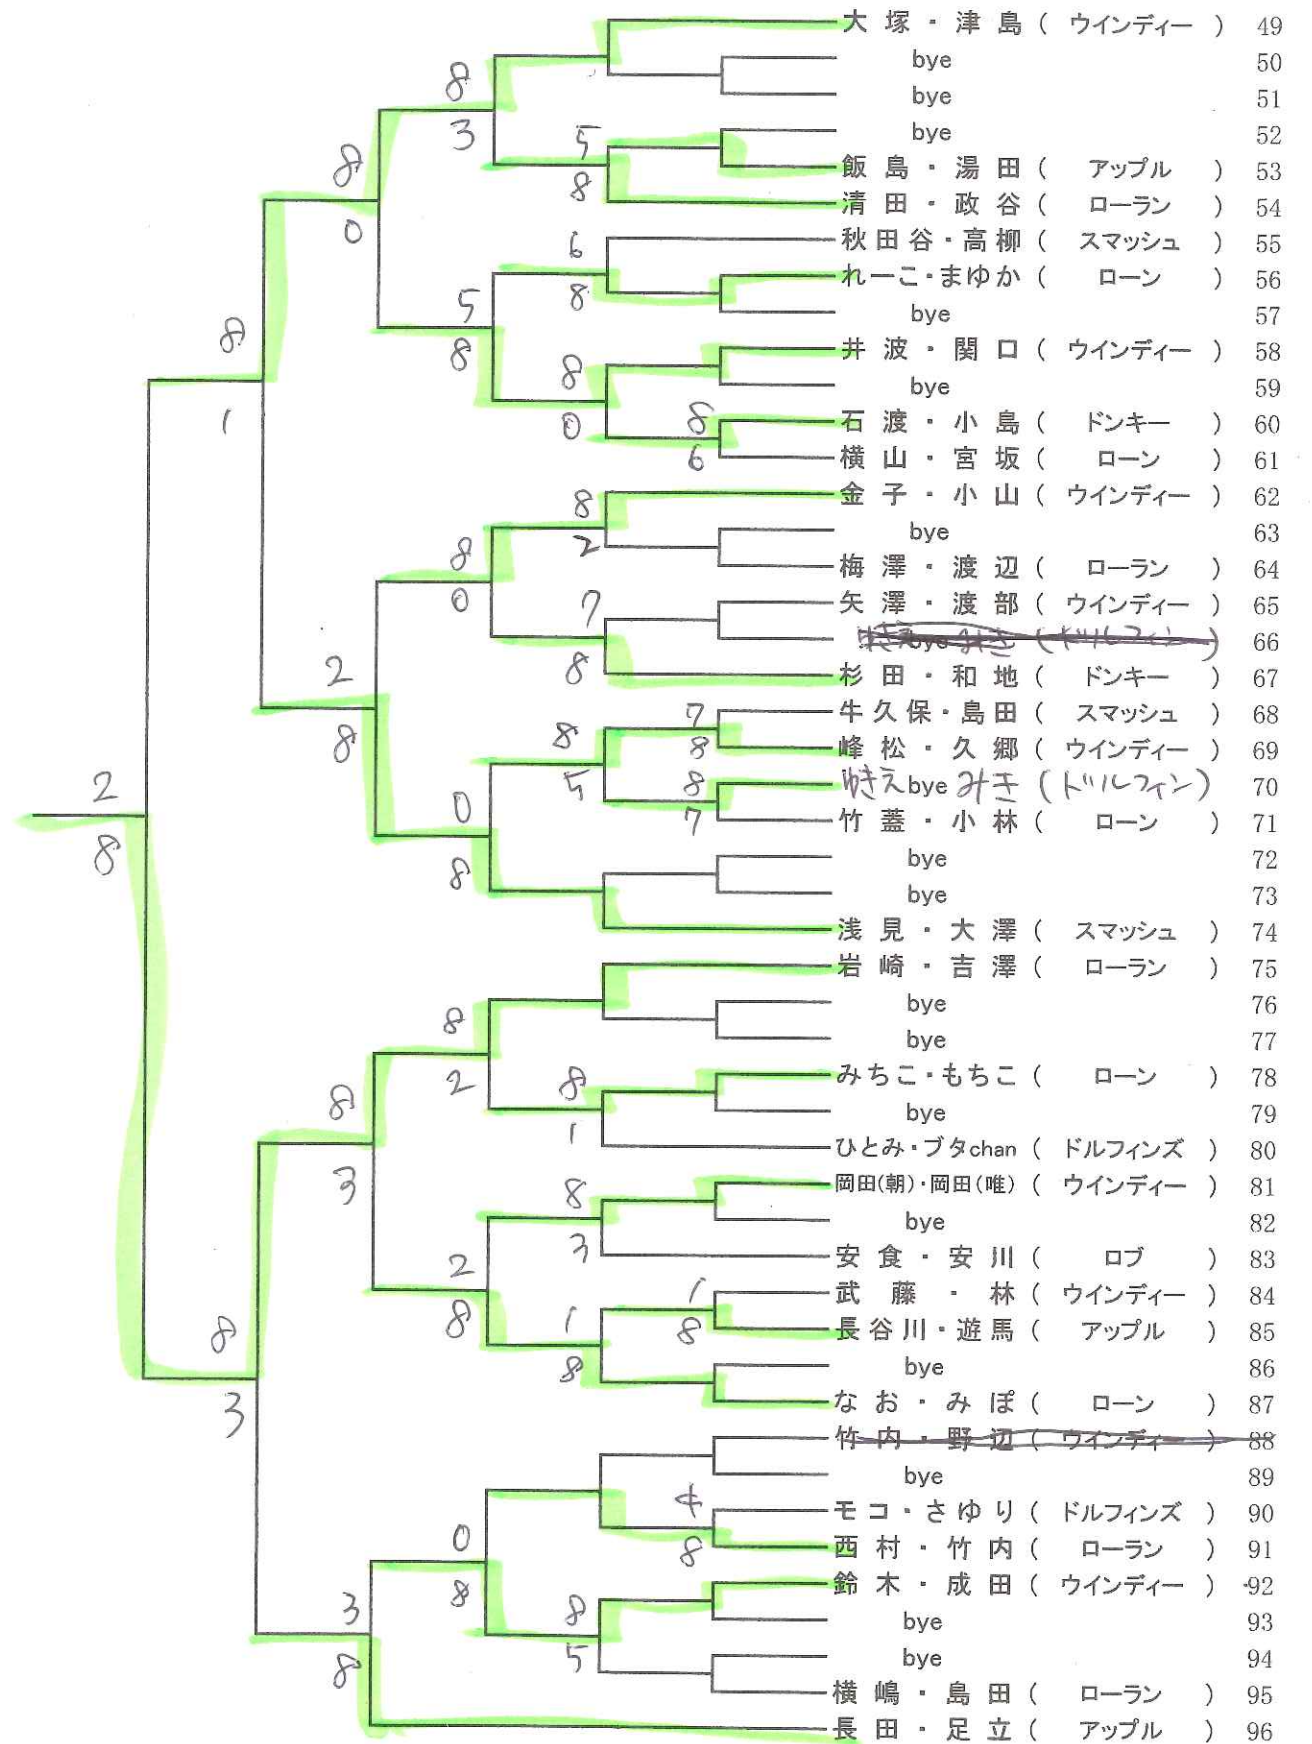 大塚・津島 ( ウインディー ) 49
bye 50
8 bye 51
3 5 bye 52
8 8 飯島・湯田 ( アップル ) 53
0 清田・政谷 ( ローラン ) 54
6 秋田谷・高柳 ( スマッシュ ) 55
5 8 れーこ・まゆか ( ローン ) 56
8 bye 57
8 8 井波・関口 ( ウインディー ) 58
bye 59
1 0 8 石渡・小島 ( ドンキー ) 60
6 横山・宮坂 ( ローン ) 61
8 金子・小山 ( ウインディー ) 62
8 2 bye 63
梅澤・渡辺 ( ローラン ) 64
0 7 矢澤・渡部 ( ウインディー ) 65
bye みき (ドルフィン) 66
2 8 杉田・和地 ( ドンキー ) 67
8 8 7 牛久保・島田 ( スマッシュ ) 68
8 峰松・久郷 ( ウインディー ) 69
2 5 8 ゆきえ bye みき (ドルフィン) 70
8 0 7 竹蓋・小林 ( ローン ) 71
8 bye 72
bye 73
浅見・大澤 ( スマッシュ ) 74
岩崎・吉澤 ( ローラン ) 75
8 bye 76
bye 77
8 2 8 みちこ・もちこ ( ローン ) 78
1 bye 79
3 ひとみ・ブタchan ( ドルフィンズ ) 80
8 岡田(朝)・岡田(唯) ( ウインディー ) 81
bye 82
2 3 安食・安川 ( ロブ ) 83
8 8 1 1 武藤・林 ( ウインディー ) 84
8 長谷川・遊馬 ( アップル ) 85
8 bye 86
3 なお・みぽ ( ローン ) 87
竹内・野辺 ( ウインディー ) 88
bye 89
4 モコ・さゆり ( ドルフィンズ ) 90
0 8 西村・竹内 ( ローラン ) 91
8 鈴木・成田 ( ウインディー ) 92
3 8 bye 93
8 5 bye 94
横嶋・島田 ( ローラン ) 95
長田・足立 ( アップル ) 96